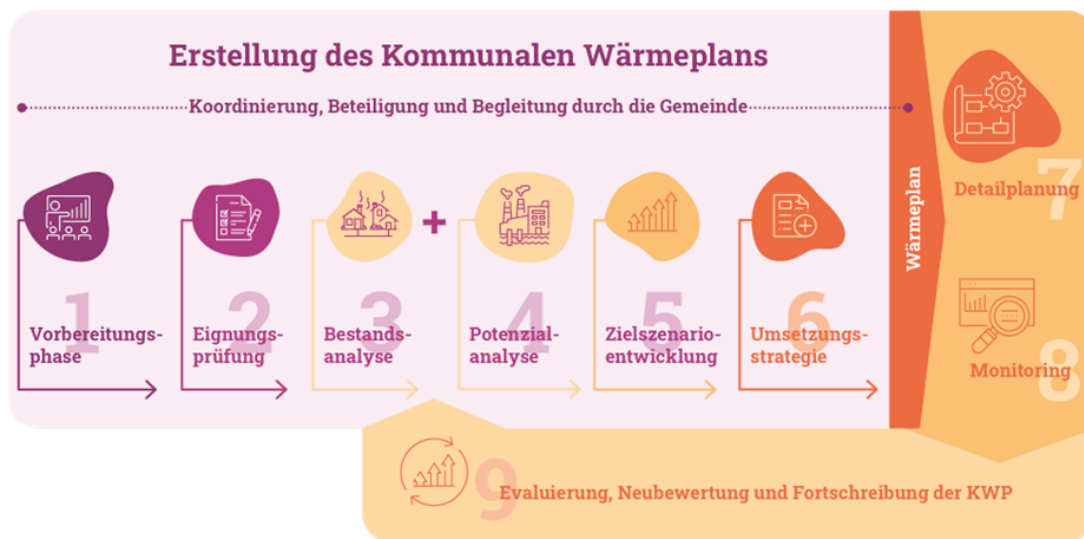 Erstellung des Kommunalen Wärmeplans
Koordinierung, Beteiligung und Begleitung durch die Gemeinde
1
Vorbereitungs-
phase
2
Eignungs-
prüfung
3
Bestands-
analyse
+
4
Potenzial-
analyse
5
Zielszenario-
entwicklung
6
Umsetzungs-
strategie
Wärmeplan
7
Detailplanung
8
Monitoring
9
Evaluierung, Neubewertung und Fortschreibung der KWP